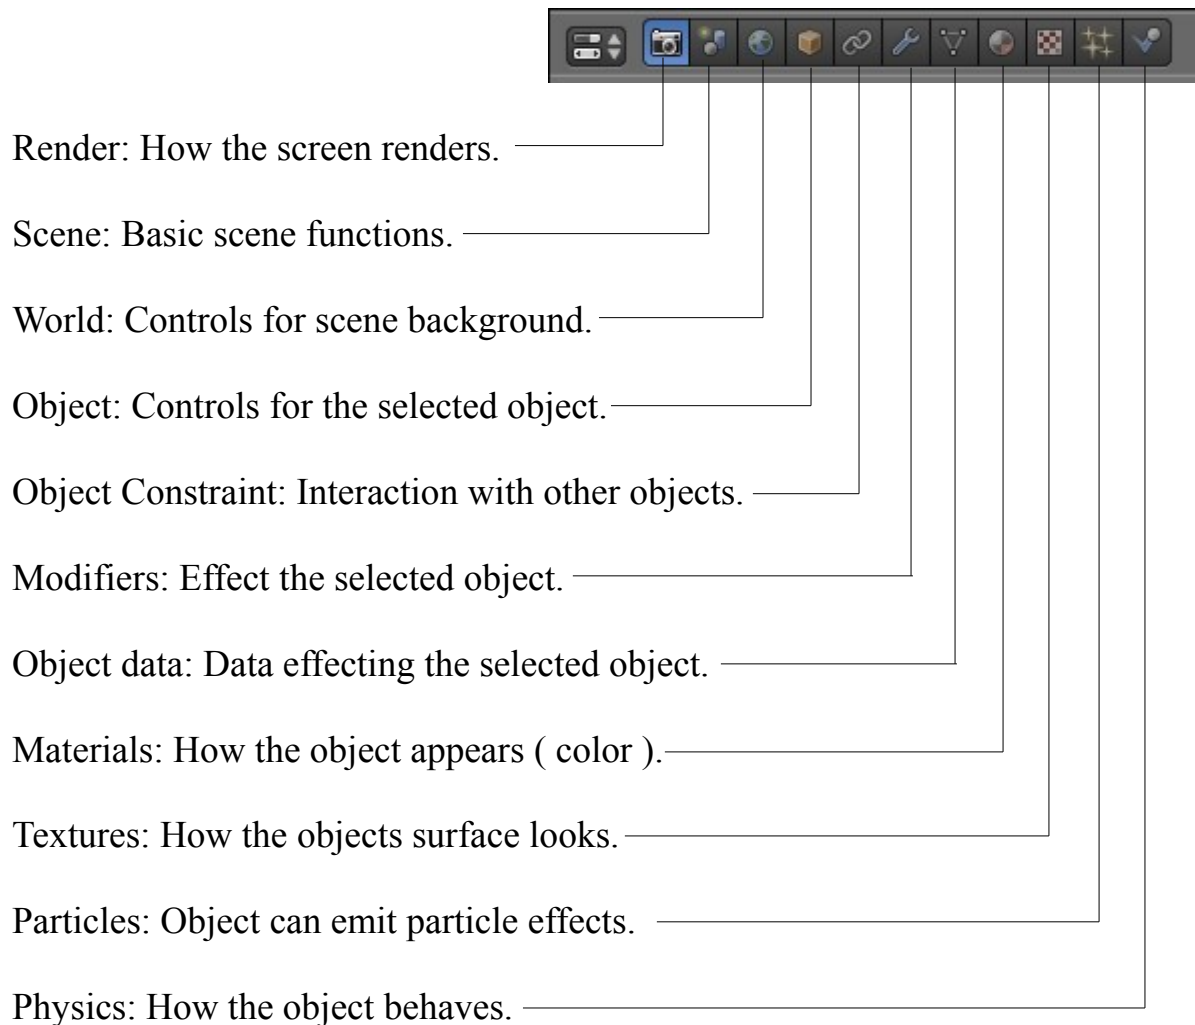 Render: How the screen renders.
Scene: Basic scene functions.
World: Controls for scene background.
Object: Controls for the selected object.
Object Constraint: Interaction with other objects.
Modifiers: Effect the selected object.
Object data: Data effecting the selected object.
Materials: How the object appears ( color ).
Textures: How the objects surface looks.
Particles: Object can emit particle effects.
Physics: How the object behaves.